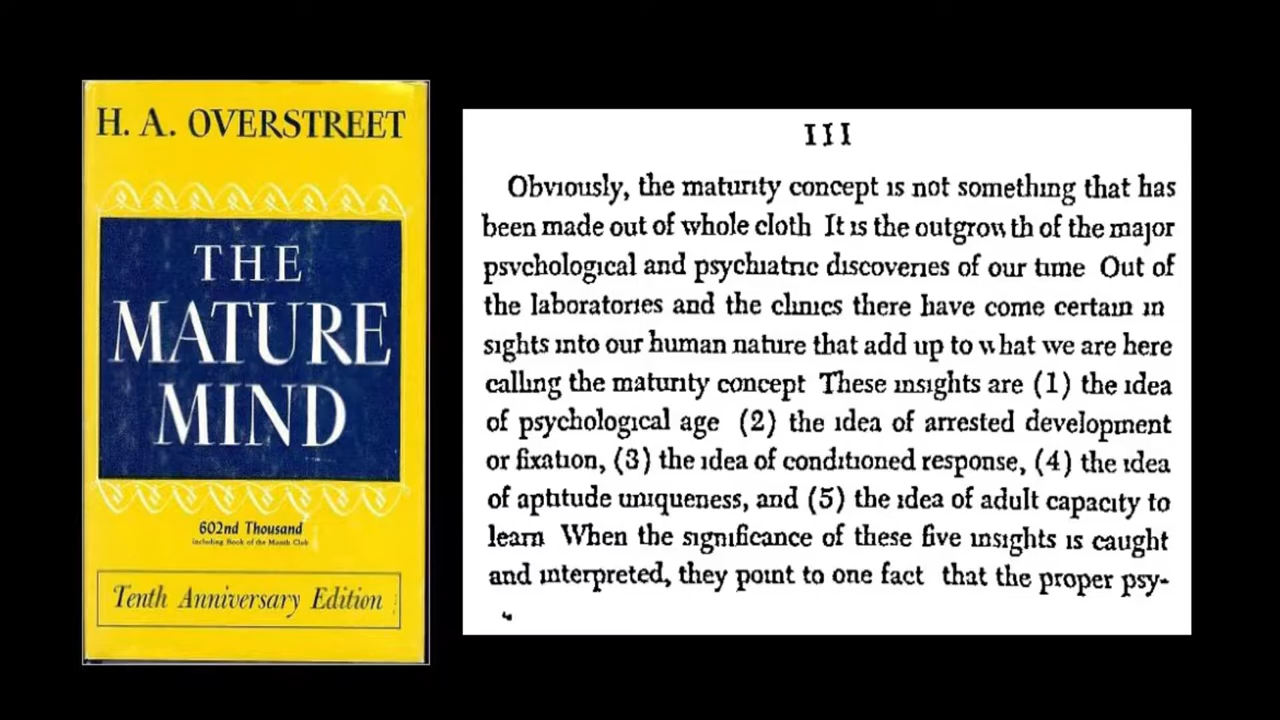 H. A. OVERSTREET
THE
MATURE
MIND
602nd Thousand
including Book of the Month Club
Tenth Anniversary Edition
III
Obviously, the maturity concept is not something that has
been made out of whole cloth It is the outgrowth of the major
psychological and psychiatric discoveries of our time Out of
the laboratories and the clinics there have come certain in
sights into our human nature that add up to what we are here
calling the maturity concept These insights are (1) the idea
of psychological age (2) the idea of arrested development
or fixation, (3) the idea of conditioned response, (4) the idea
of aptitude uniqueness, and (5) the idea of adult capacity to
learn When the significance of these five insights is caught
and interpreted, they point to one fact that the proper psy-